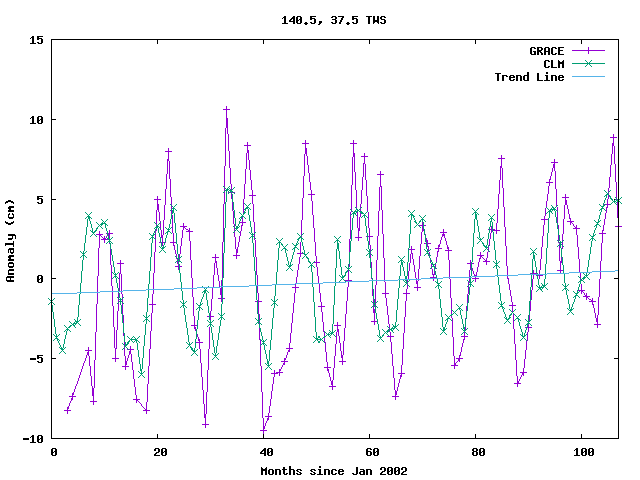 140.5, 37.5 TWS
GRACE
CLM
Trend Line
15
10
5
0
-5
-10
Anomaly (cm)
0 20 40 60 80 100
Months since Jan 2002